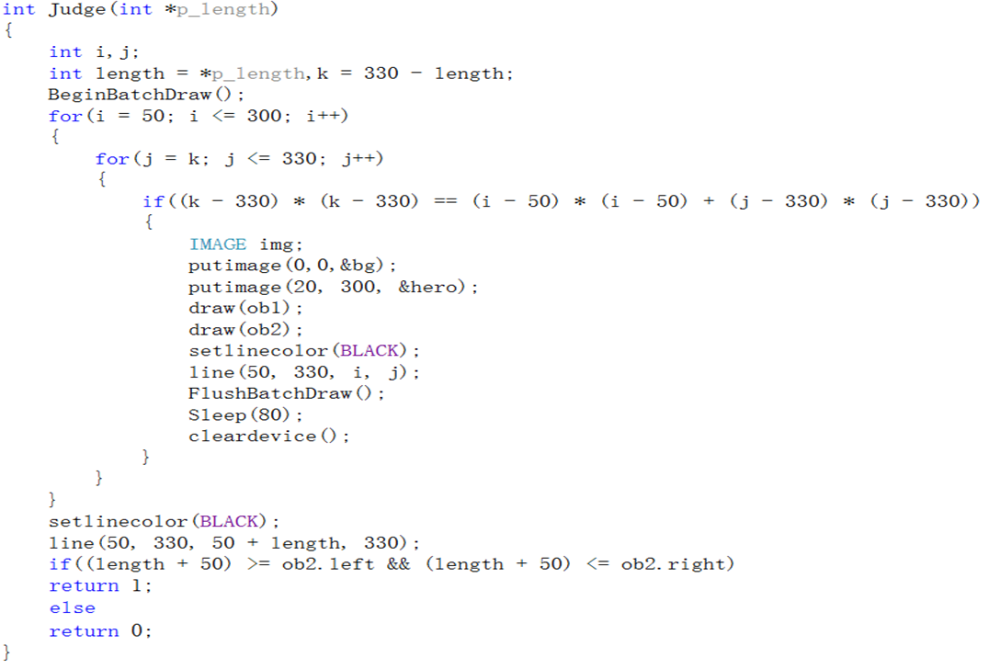 int Judge(int *p_length)
{
    int i,j;
    int length = *p_length,k = 330 - length;
    BeginBatchDraw();
    for(i = 50; i <= 300; i++)
    {
        for(j = k; j <= 330; j++)
        {
            if((k - 330) * (k - 330) == (i - 50) * (i - 50) + (j - 330) * (j - 330))
            {
                IMAGE img;
                putimage(0,0,&bg);
                putimage(20, 300, &hero);
                draw(ob1);
                draw(ob2);
                setlinecolor(BLACK);
                line(50, 330, i, j);
                FlushBatchDraw();
                Sleep(80);
                cleardevice();
            }
        }
    }
    setlinecolor(BLACK);
    line(50, 330, 50 + length, 330);
    if((length + 50) >= ob2.left && (length + 50) <= ob2.right)
    return 1;
    else
    return 0;
}